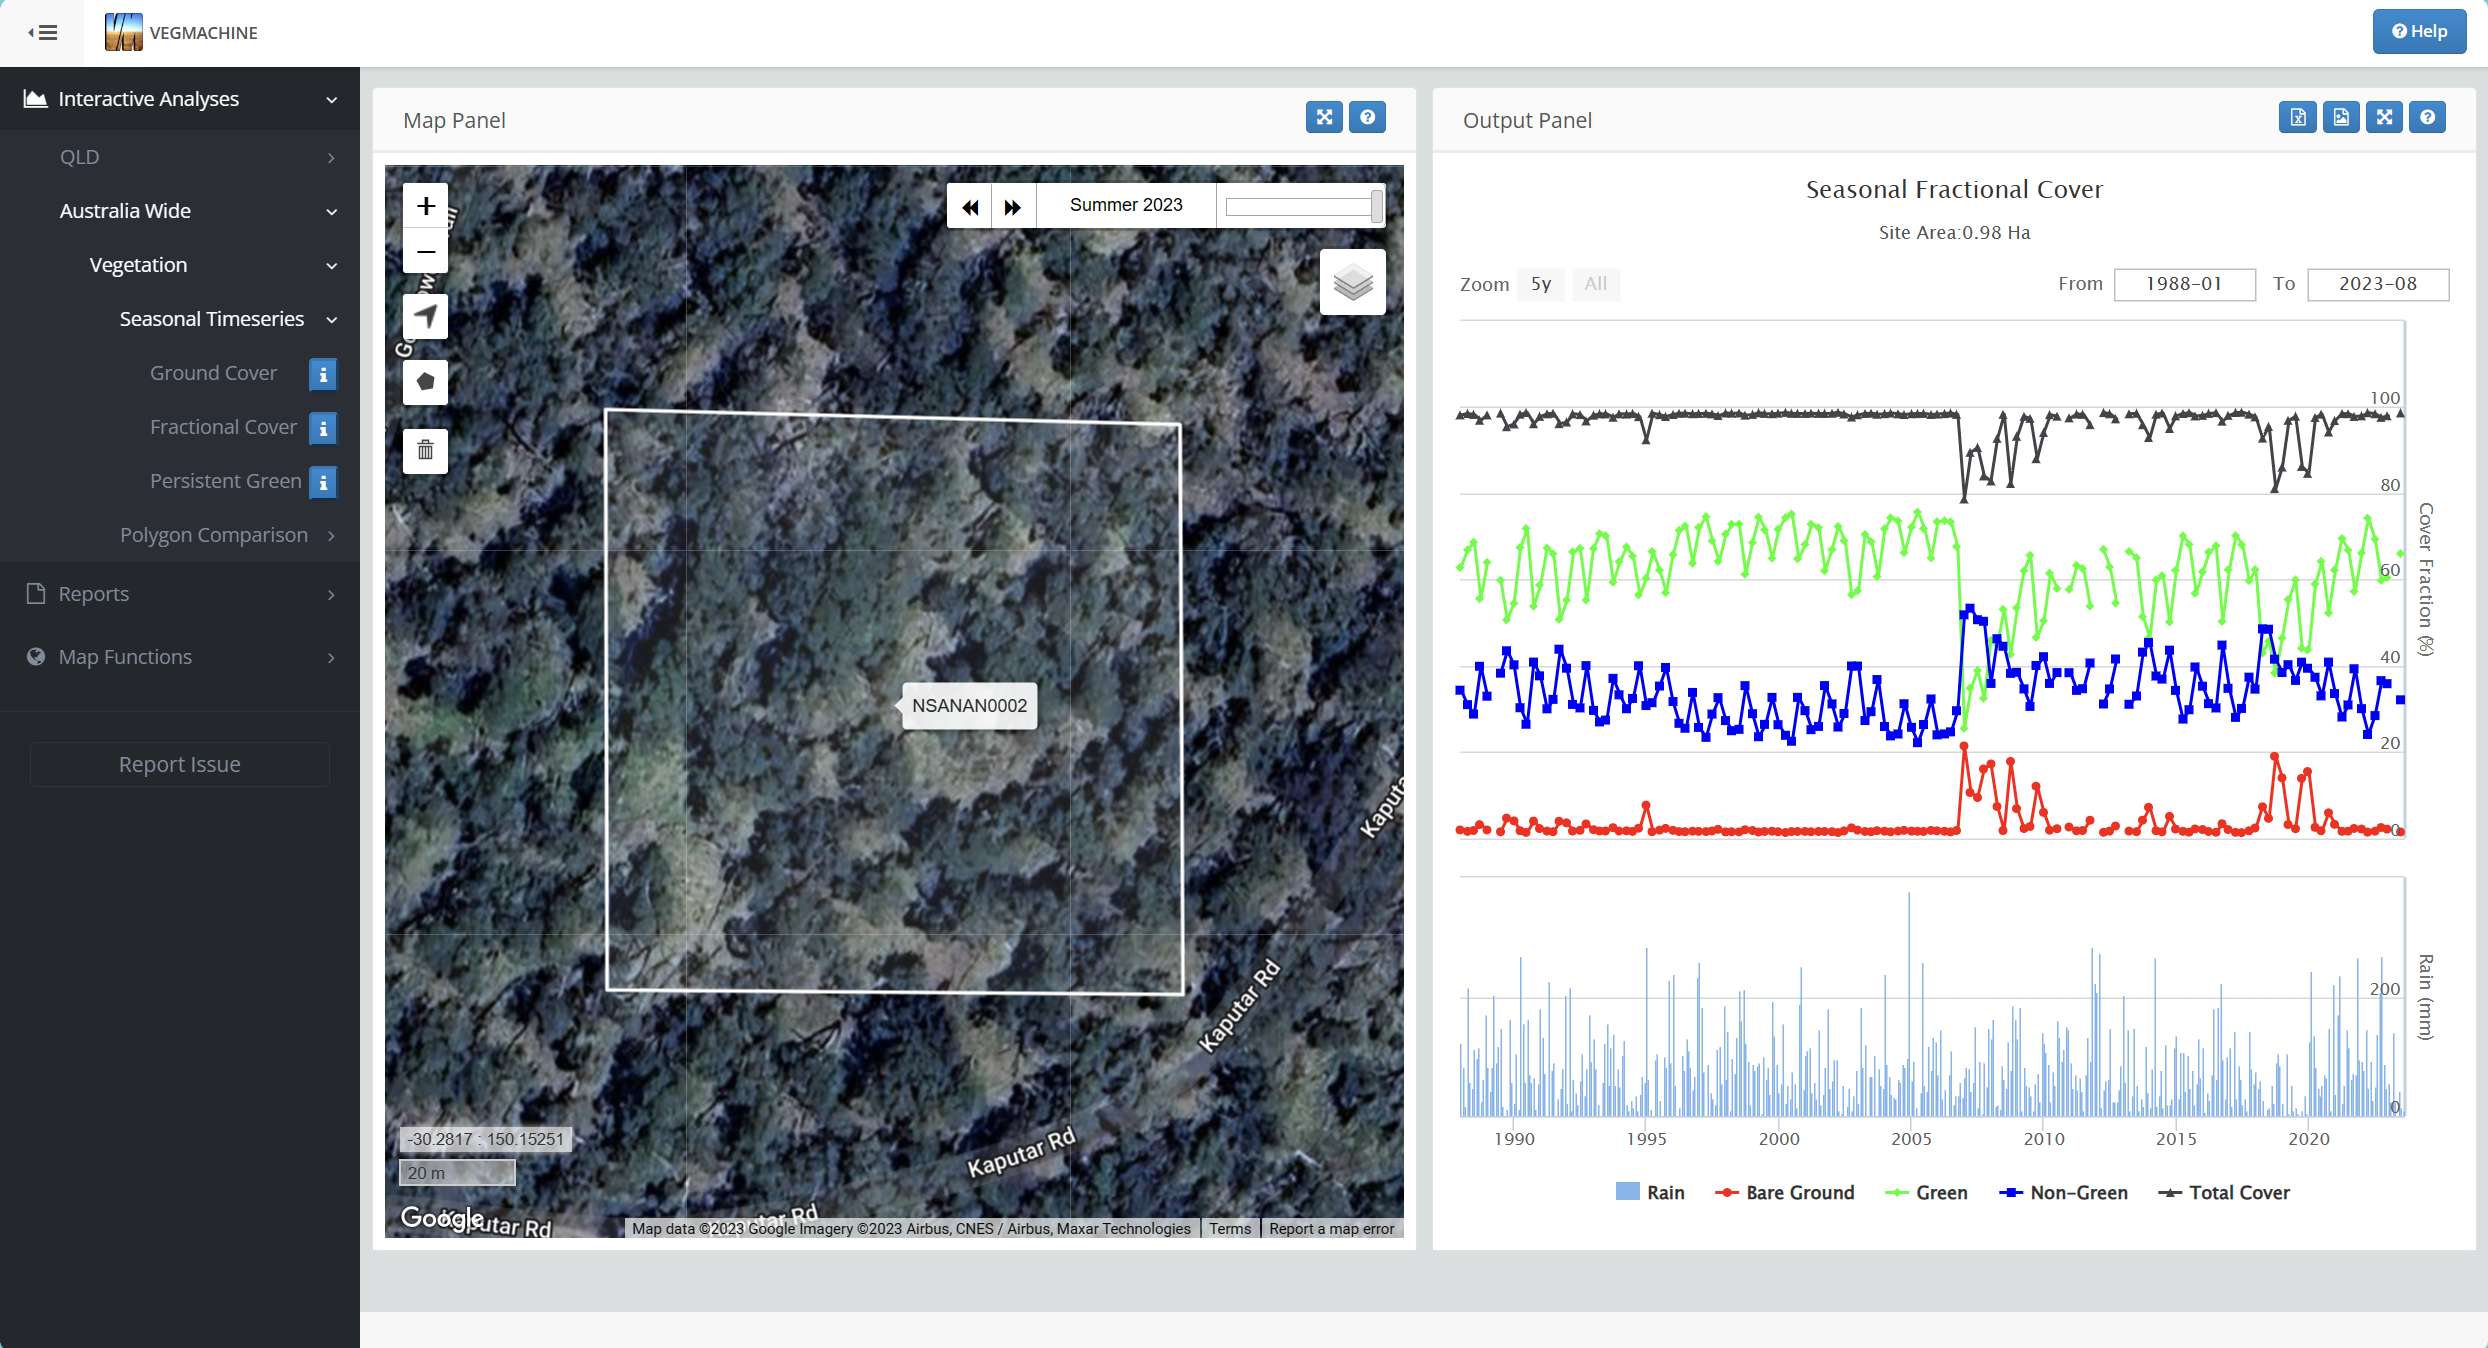 VEGMACHINE
Help
Interactive Analyses
QLD
Australia Wide
Vegetation
Seasonal Timeseries
Ground Cover
Fractional Cover
Persistent Green
Polygon Comparison
Reports
Map Functions
Report Issue
Map Panel
+
Summer 2023
−
NSANAN0002
Kaputar Rd
Kaputar Rd
-30.2817 : 150.15251
20 m
Google
Map data ©2023 Google Imagery ©2023 Airbus, CNES / Airbus, Maxar Technologies
Terms
Report a map error
Output Panel
Seasonal Fractional Cover
Site Area:0.98 Ha
Zoom 5y All
From 1988-01 To 2023-08
100
80
60
40
20
0
Cover Fraction (%)
200
0
Rain (mm)
1990 1995 2000 2005 2010 2015 2020
Rain Bare Ground Green Non-Green Total Cover